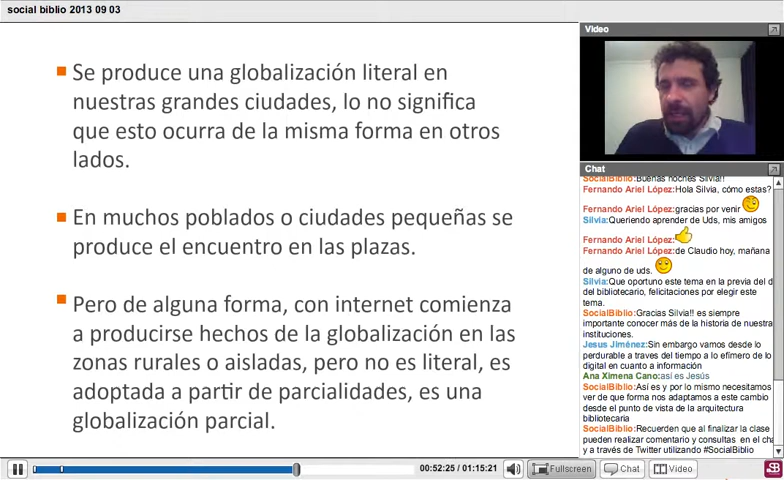 social biblio 2013 09 03
Se produce una globalización literal en
nuestras grandes ciudades, lo no significa
que esto ocurra de la misma forma en otros
lados.
En muchos poblados o ciudades pequeñas se
produce el encuentro en las plazas.
Pero de alguna forma, con internet comienza
a producirse hechos de la globalización en las
zonas rurales o aisladas, pero no es literal, es
adoptada a partir de parcialidades, es una
globalización parcial.
Video
Chat
SocialBiblio:Buenas noches Silvia!!
Fernando Ariel López:Hola Silvia, cómo estas?
Fernando Ariel López:gracias por venir
Silvia:Queriendo aprender de Uds, mis amigos
Fernando Ariel López:
Fernando Ariel López:de Claudio hoy, mañana
de alguno de uds.
Silvia:Que oportuno este tema en la previa del d
del bibliotecario, felicitaciones por elegir este
tema.
SocialBiblio:Gracias Silvia!! es siempre
importante conocer más de la historia de nuestra
instituciones.
Jesus Jiménez:Sin embargo vamos desde lo
perdurable a traves del tiempo a lo efímero de lo
digital en cuanto a información
Ana Ximena Cano:así es Jesús
SocialBiblio:Así es y por lo mismo necesitamos
ver de que forma nos adaptamos a este cambio
desde el punto de vista de la arquitectura
bibliotecaria
SocialBiblio:Recuerden que al finalizar la clase
pueden realizar comentario y consultas en el cha
y a través de Twitter utilizando #SocialBiblio
00:52:25 / 01:15:21
Fullscreen
Chat
Video
SB